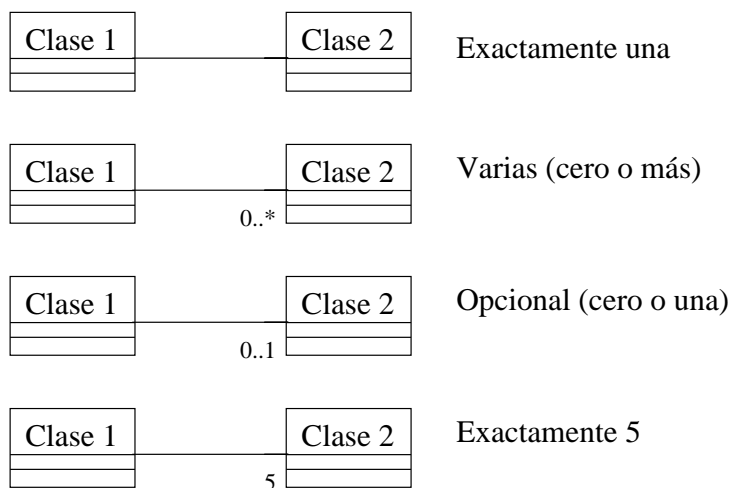 Clase 1
Clase 2
Exactamente una
Clase 1
Clase 2
Varias (cero o más)
0..*
Clase 1
Clase 2
Opcional (cero o una)
0..1
Clase 1
Clase 2
Exactamente 5
5